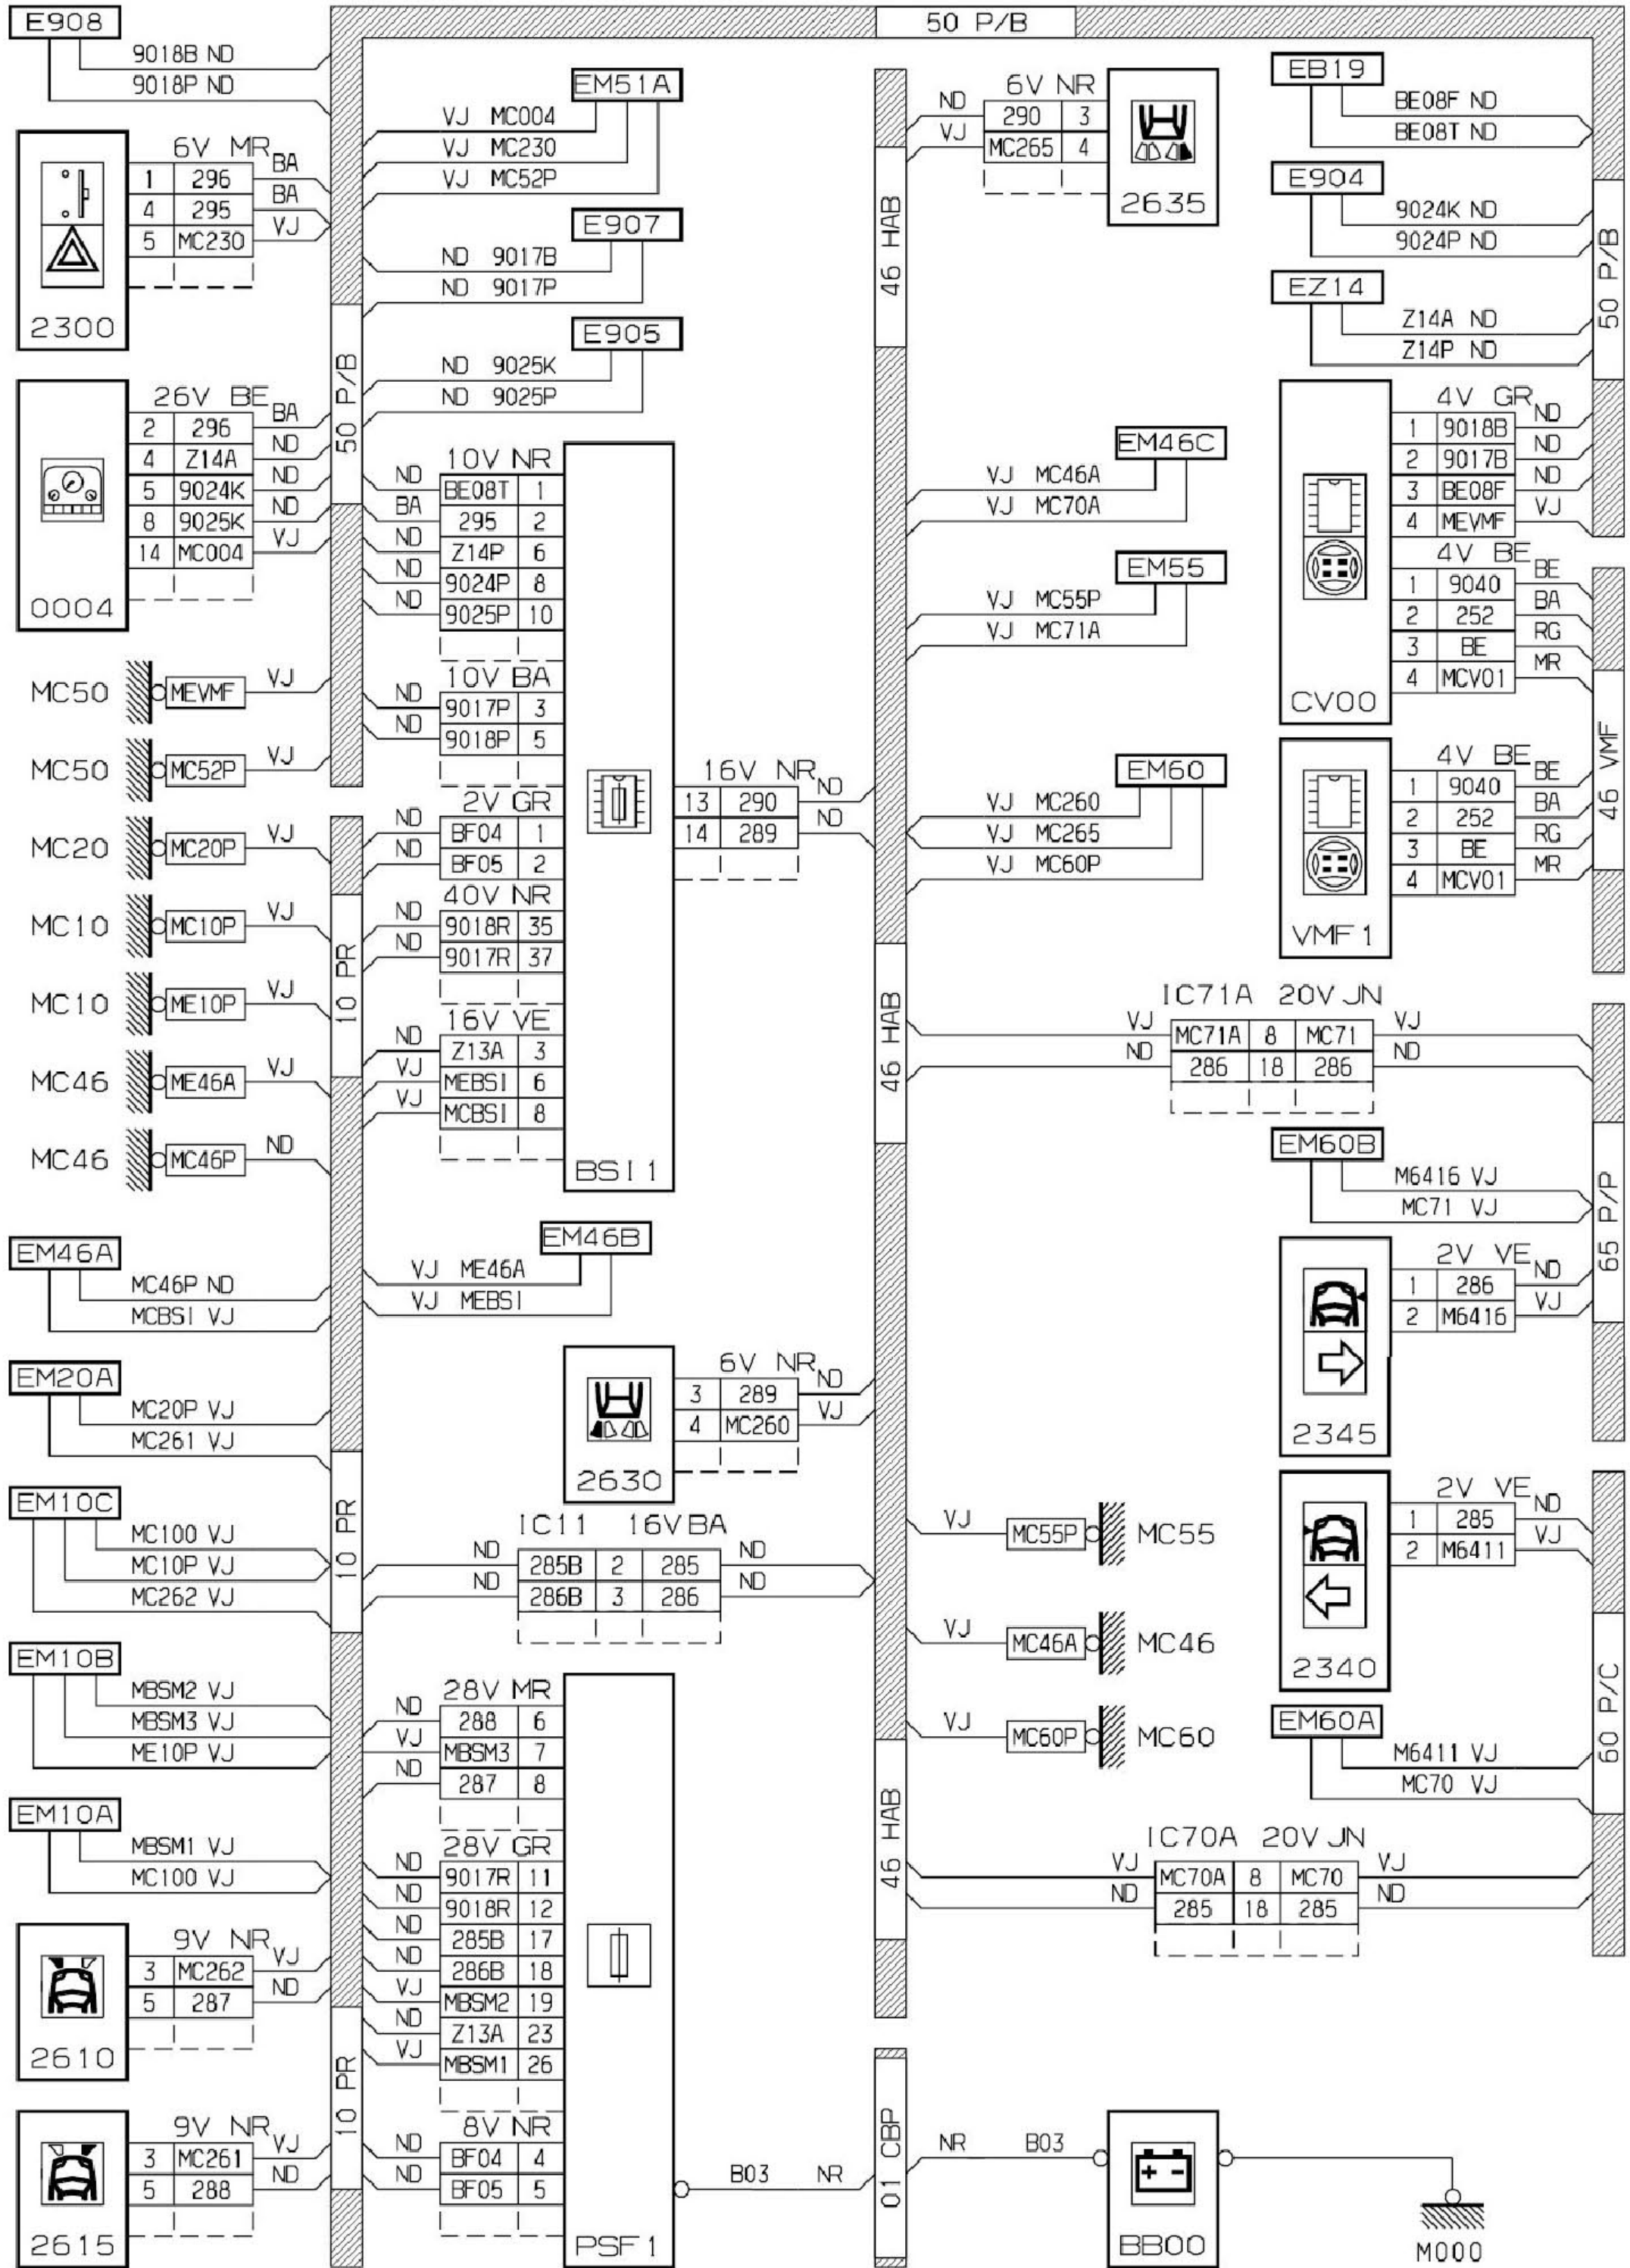 50 P/B
E908
9018B ND
9018P ND
6V MR
1 296 BA
4 295 BA
5 MC230 VJ
2300
26V BE
2 296 BA
4 Z14A ND
5 9024K ND
8 9025K ND
14 MC004 VJ
0004
MC50 MEVMF VJ
MC50 MC52P VJ
MC20 MC20P VJ
MC10 MC10P VJ
MC10 ME10P VJ
MC46 ME46A VJ
MC46 MC46P ND
EM46A
MC46P ND
MCBSI VJ
EM20A
MC20P VJ
MC261 VJ
EM10C
MC100 VJ
MC10P VJ
MC262 VJ
EM10B
MBSM2 VJ
MBSM3 VJ
ME10P VJ
EM10A
MBSM1 VJ
MC100 VJ
9V NR
3 MC262 VJ
5 287 ND
2610
9V NR
3 MC261 VJ
5 288 ND
2615
50 P/B
10 PR
10 PR
10 PR
EM51A
VJ MC004
VJ MC230
VJ MC52P
E907
ND 9017B
ND 9017P
E905
ND 9025K
ND 9025P
10V NR
ND BE08T 1
BA 295 2
ND Z14P 6
ND 9024P 8
ND 9025P 10
10V BA
ND 9017P 3
ND 9018P 5
2V GR
ND BF04 1
ND BF05 2
40V NR
ND 9018R 35
ND 9017R 37
16V VE
ND Z13A 3
VJ MEBSI 6
VJ MCBSI 8
BSI1
16V NR
13 290 ND
14 289 ND
EM46B
VJ ME46A
VJ MEBSI
6V NR
3 289 ND
4 MC260 VJ
2630
IC11 16V BA
ND 285B 2 285 ND
ND 286B 3 286 ND
28V MR
ND 288 6
VJ MBSM3 7
ND 287 8
28V GR
ND 9017R 11
ND 9018R 12
ND 285B 17
ND 286B 18
VJ MBSM2 19
ND Z13A 23
VJ MBSM1 26
8V NR
ND BF04 4
ND BF05 5
PSF1
B03 NR
46 HAB
46 HAB
46 HAB
01 CBP
6V NR
ND 290 3
VJ MC265 4
2635
EM46C
VJ MC46A
VJ MC70A
EM55
VJ MC55P
VJ MC71A
EM60
VJ MC260
VJ MC265
VJ MC60P
IC71A 20V JN
VJ MC71A 8 MC71 VJ
ND 286 18 286 ND
VJ MC55P MC55
VJ MC46A MC46
VJ MC60P MC60
IC70A 20V JN
VJ MC70A 8 MC70 VJ
ND 285 18 285 ND
NR B03
BB00
M000
EB19
BE08F ND
BE08T ND
E904
9024K ND
9024P ND
EZ14
Z14A ND
Z14P ND
4V GR
1 9018B ND
2 9017B ND
3 BE08F ND
4 MEVMF VJ
4V BE
1 9040 BE
2 252 BA
3 BE RG
4 MCV01 MR
CV00
4V BE
1 9040 BE
2 252 BA
3 BE RG
4 MCV01 MR
VMF1
EM60B
M6416 VJ
MC71 VJ
2V VE
1 286 ND
2 M6416 VJ
2345
2V VE
1 285 ND
2 M6411 VJ
2340
EM60A
M6411 VJ
MC70 VJ
50 P/B
46 VMF
65 P/P
60 P/C